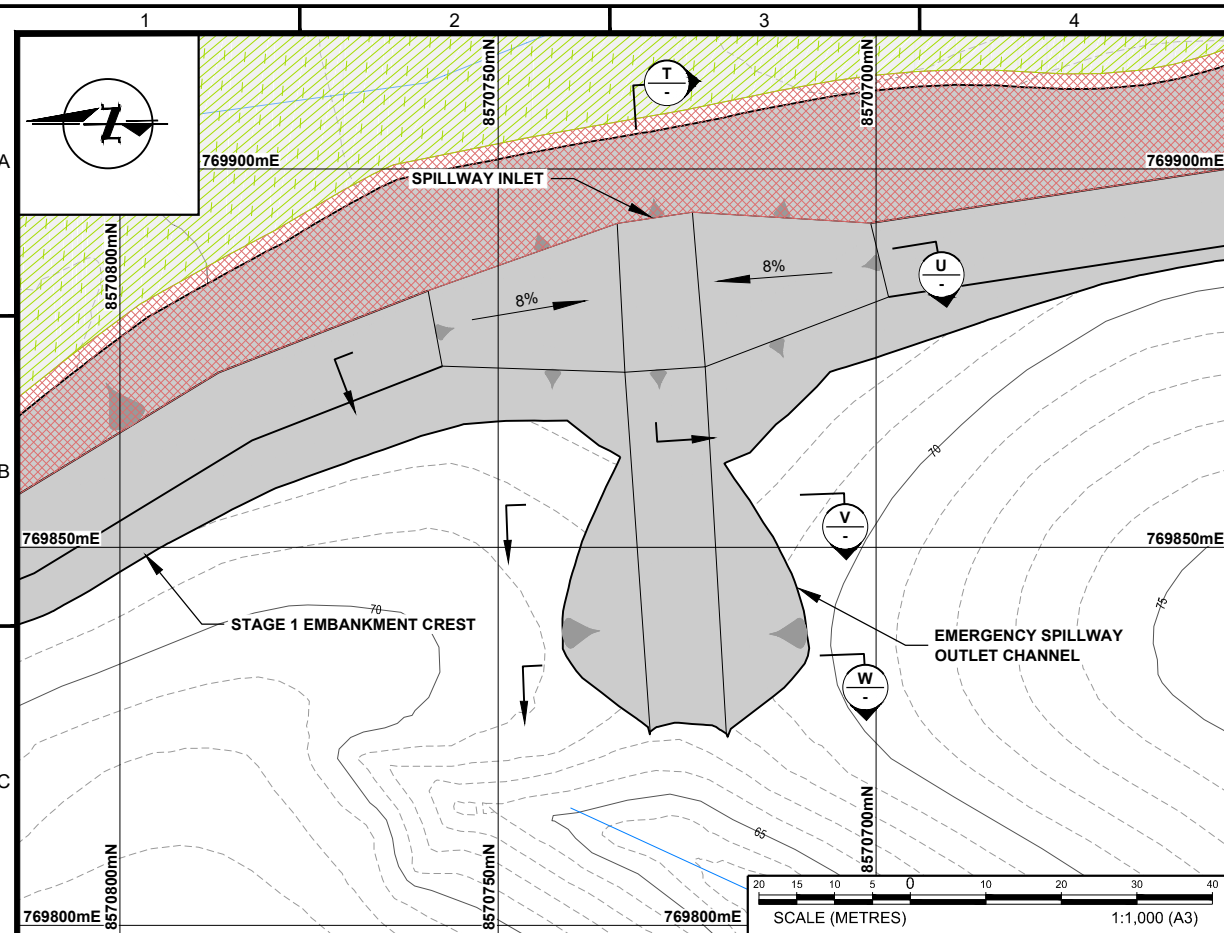 1 2 3 4
A
B
C
N
8570750mN
8570700mN
T
-
769900mE
769900mE
SPILLWAY INLET
8570800mN
8%
8%
U
-
70
V
-
769850mE
769850mE
70
75
STAGE 1 EMBANKMENT CREST
EMERGENCY SPILLWAY
OUTLET CHANNEL
W
-
65
8570800mN
8570750mN
8570700mN
769800mE
769800mE
20 15 10 5 0 10 20 30 40
SCALE (METRES) 1:1,000 (A3)